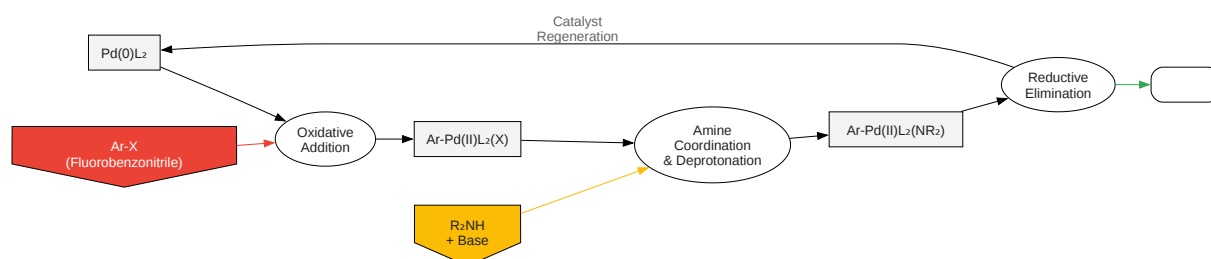 Catalyst
Regeneration
Pd(0)L₂
Reductive
Elimination
Oxidative
Addition
Ar-X
(Fluorobenzonitrile)
Ar-Pd(II)L₂(X)
Amine
Coordination
& Deprotonation
Ar-Pd(II)L₂(NR₂)
R₂NH
+ Base